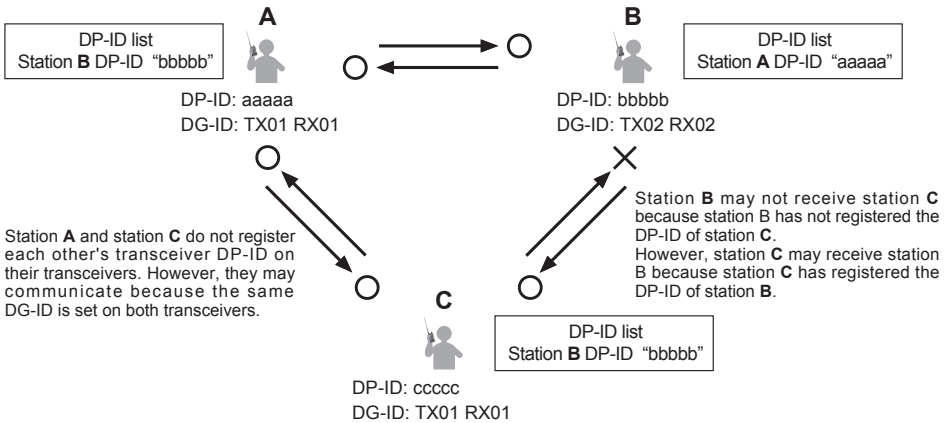 A
DP-ID list
Station B DP-ID “bbbbb”
DP-ID: aaaaa
DG-ID: TX01 RX01
B
DP-ID list
Station A DP-ID “aaaaa”
DP-ID: bbbbb
DG-ID: TX02 RX02
Station A and station C do not register
each other's transceiver DP-ID on
their transceivers. However, they may
communicate because the same
DG-ID is set on both transceivers.
Station B may not receive station C
because station B has not registered the
DP-ID of station C.
However, station C may receive station
B because station C has registered the
DP-ID of station B.
C
DP-ID list
Station B DP-ID “bbbbb”
DP-ID: ccccc
DG-ID: TX01 RX01